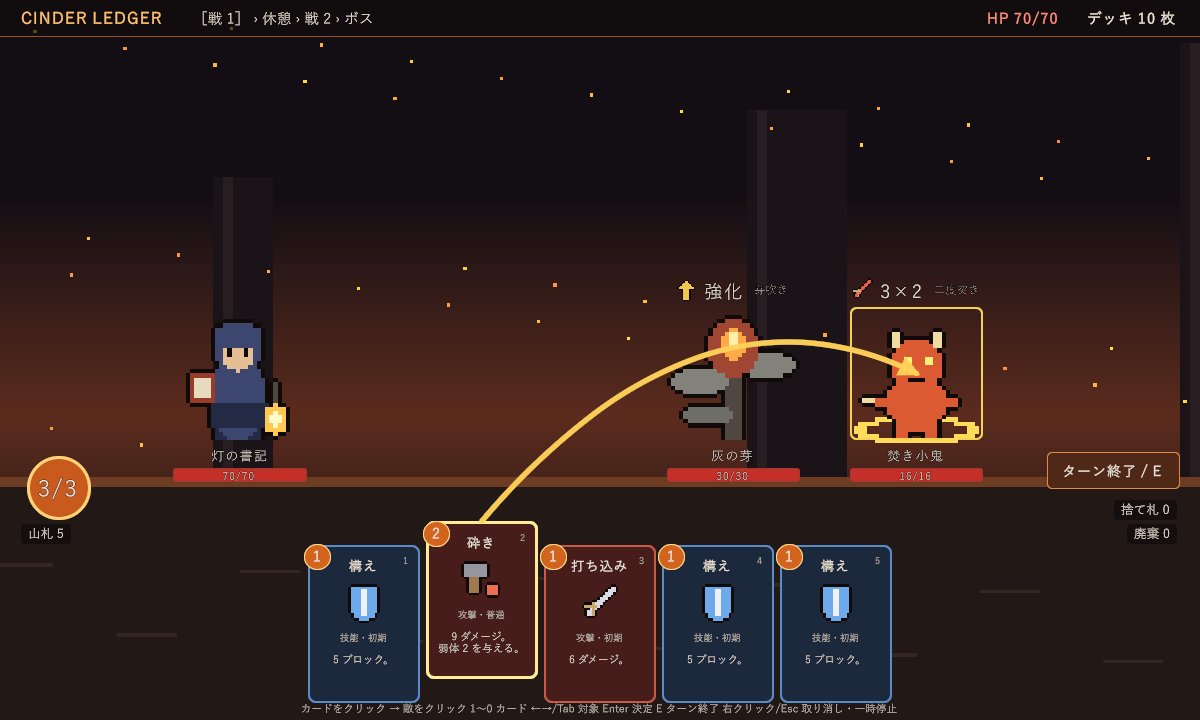 CINDER LEDGER
［戦 1］ › 休憩 › 戦 2 › ボス
HP 70/70
デッキ 10 枚
強化 芽吹き
3×2 二度突き
灯の書記
70/70
灰の芽
30/30
焚き小鬼
16/16
3/3
山札 5
ターン終了 / E
捨て札 0
廃棄 0
1
構え
1
技能・初期
5 ブロック。
2
砕き
2
攻撃・普通
9 ダメージ。
弱体 2 を与える。
1
打ち込み
3
攻撃・初期
6 ダメージ。
1
構え
4
技能・初期
5 ブロック。
1
構え
5
技能・初期
5 ブロック。
カードをクリック → 敵をクリック 1〜0 カード ←→/Tab 対象 Enter 決定 E ターン終了 右クリック/Esc 取り消し・一時停止